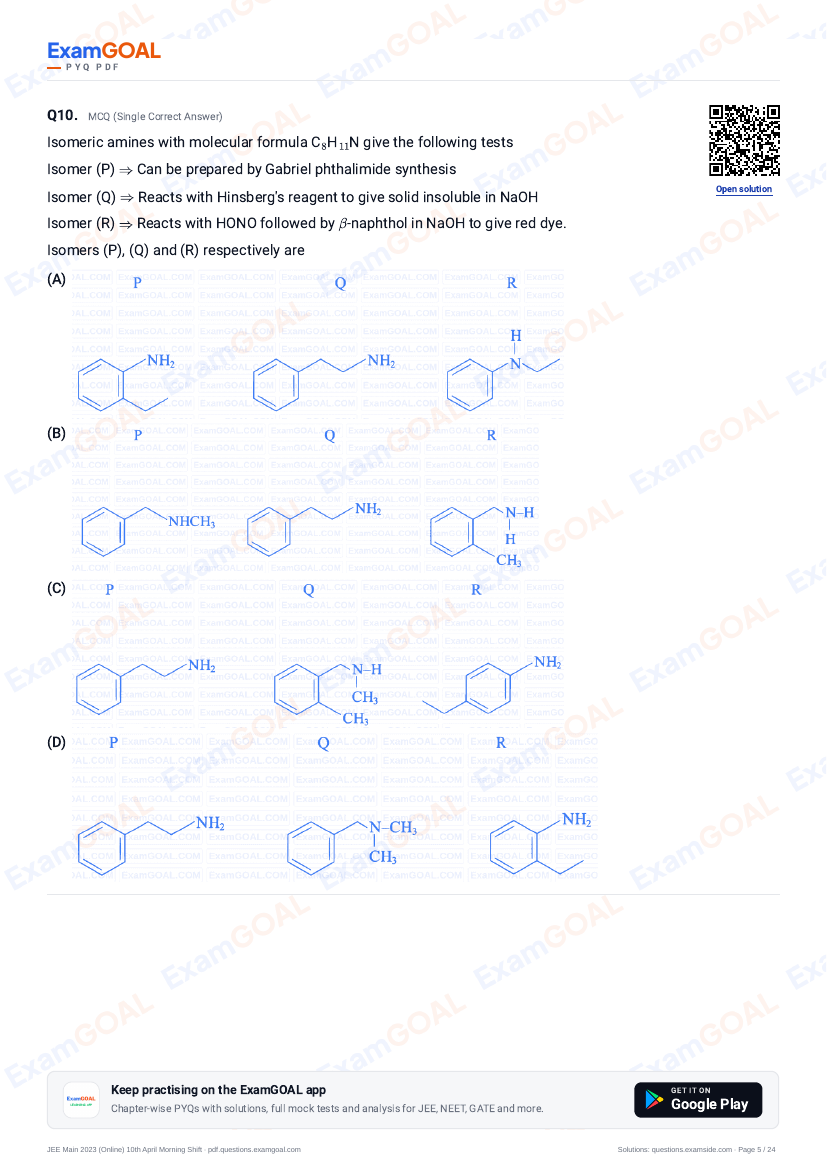 ExamGOAL
PYQ PDF
Q10. MCQ (Single Correct Answer)
Open solution
Isomeric amines with molecular formula C₈H₁₁N give the following tests
Isomer (P) ⇒ Can be prepared by Gabriel phthalimide synthesis
Isomer (Q) ⇒ Reacts with Hinsberg's reagent to give solid insoluble in NaOH
Isomer (R) ⇒ Reacts with HONO followed by β-naphthol in NaOH to give red dye.
Isomers (P), (Q) and (R) respectively are
(A) P Q R
H
NH₂ NH₂ N
(B) P Q R
NHCH₃ NH₂ N–H
H
CH₃
(C) P Q R
NH₂ N–H NH₂
CH₃
CH₃
(D) P Q R
NH₂ N–CH₃ NH₂
CH₃
Keep practising on the ExamGOAL app
Chapter-wise PYQs with solutions, full mock tests and analysis for JEE, NEET, GATE and more.
GET IT ON
Google Play
JEE Main 2023 (Online) 10th April Morning Shift · pdf.questions.examgoal.com
Solutions: questions.examside.com · Page 5 / 24